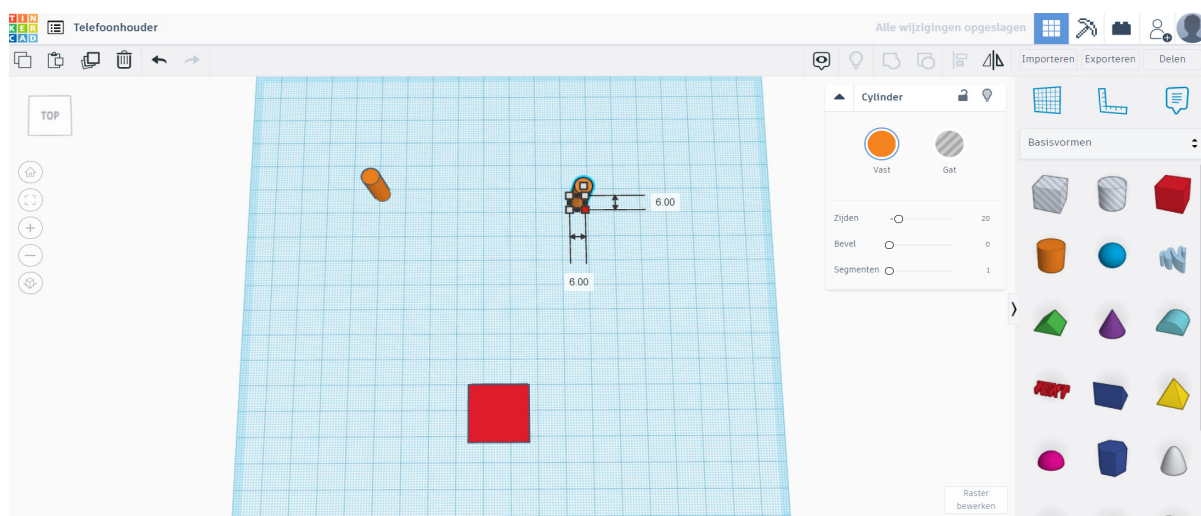 TIN
KER
CAD
Telefoonhouder
Alle wijzigingen opgeslagen
Importeren Exporteren Delen
TOP
Cylinder
Vast Gat
Zijden 20
Bevel 0
Segmenten 1
Basisvormen
6.00
6.00
TEXT
Raster
bewerken